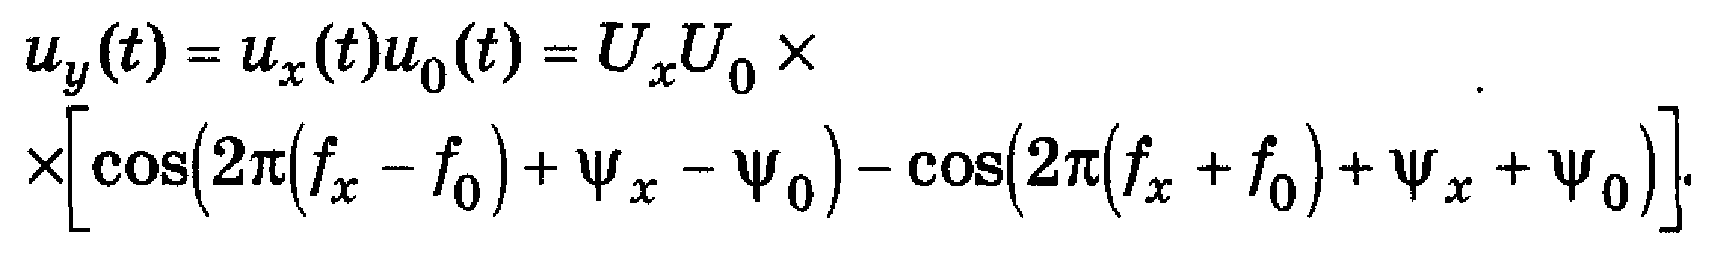 u_y(t) = u_x(t)u_0(t) = U_xU_0 ×
×[cos(2π(f_x − f_0) + ψ_x − ψ_0) − cos(2π(f_x + f_0) + ψ_x + ψ_0)].